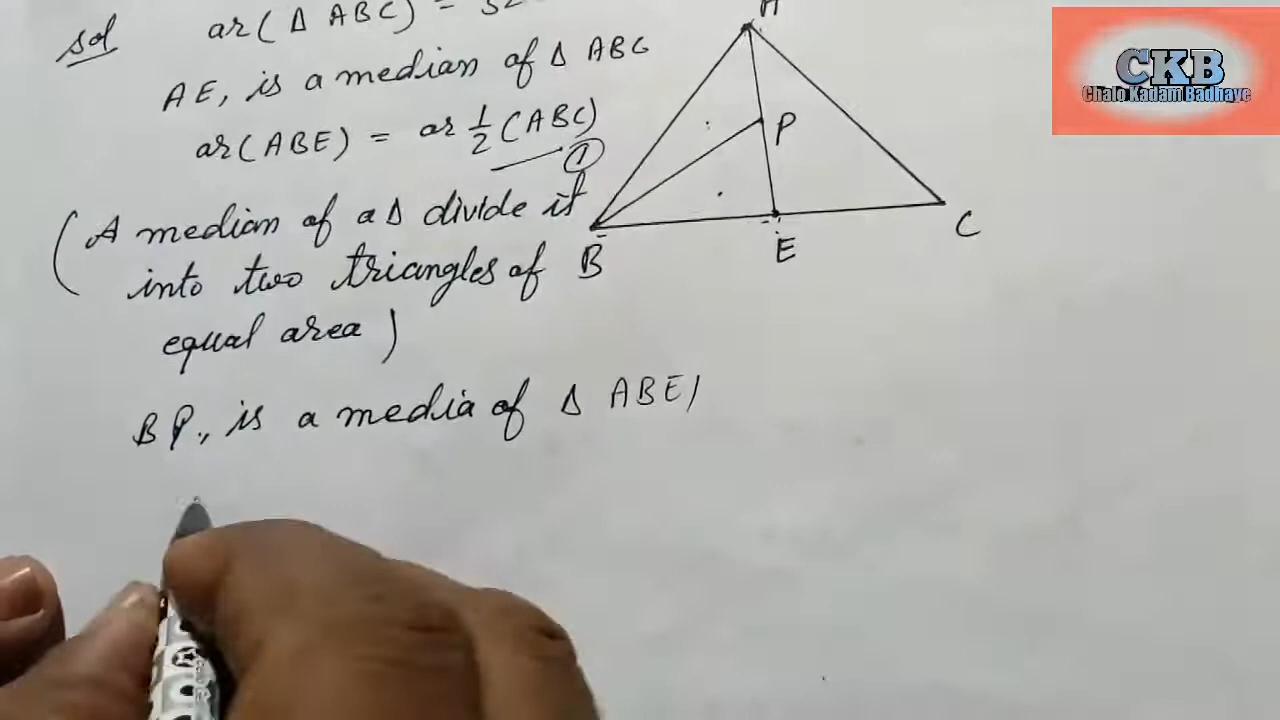 sol ar(Δ ABC) =
AE, is a median of Δ ABC
ar(ABE) = ar 1/2 (ABC)
①
(A median of a Δ divide it
into two triangles of
equal area)
BP, is a media of Δ ABE,
A
P
B
E
C
CKB
Chalo Kadam Badhaye